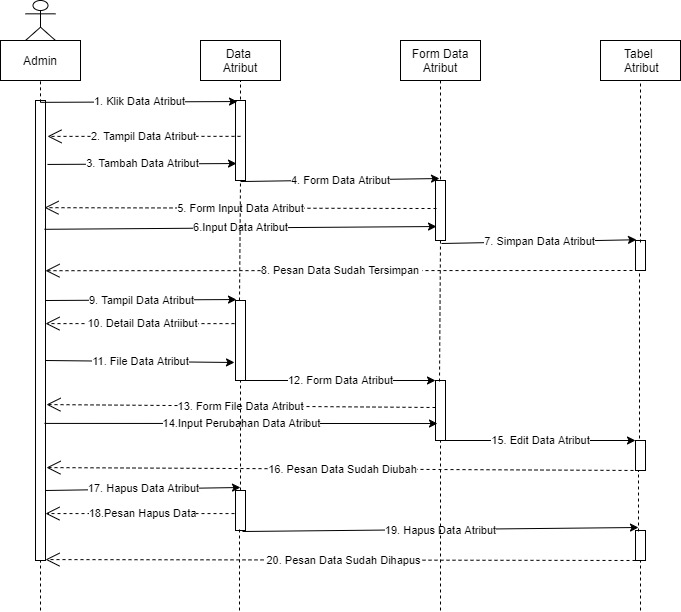 Admin
Data
Atribut
Form Data
Atribut
Tabel
Atribut
1. Klik Data Atribut
2. Tampil Data Atribut
3. Tambah Data Atribut
4. Form Data Atribut
5. Form Input Data Atribut
6.Input Data Atribut
7. Simpan Data Atribut
8. Pesan Data Sudah Tersimpan
9. Tampil Data Atribut
10. Detail Data Atriibut
11. File Data Atribut
12. Form Data Atribut
13. Form File Data Atribut
14.Input Perubahan Data Atribut
15. Edit Data Atribut
16. Pesan Data Sudah Diubah
17. Hapus Data Atribut
18.Pesan Hapus Data
19. Hapus Data Atribut
20. Pesan Data Sudah Dihapus